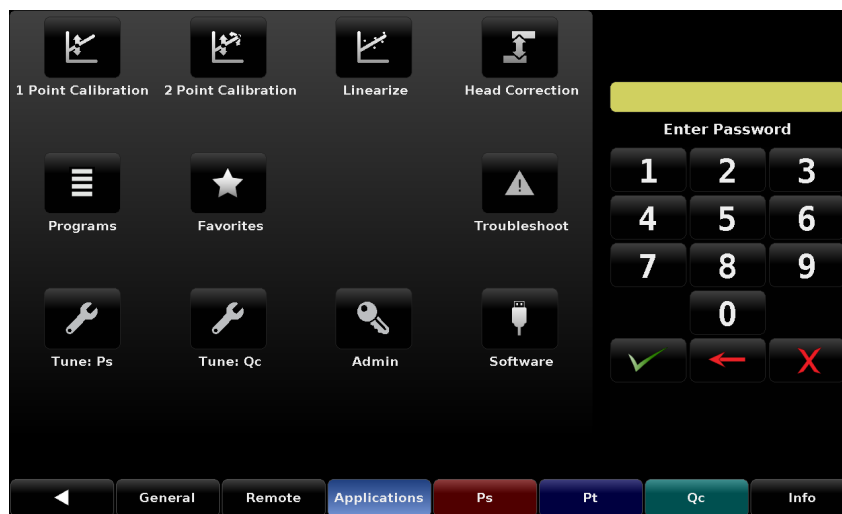 1 Point Calibration 2 Point Calibration Linearize Head Correction
Programs Favorites Troubleshoot
Tune: Ps Tune: Qc Admin Software
Enter Password
1 2 3
4 5 6
7 8 9
0
X
General Remote Applications Ps Pt Qc Info